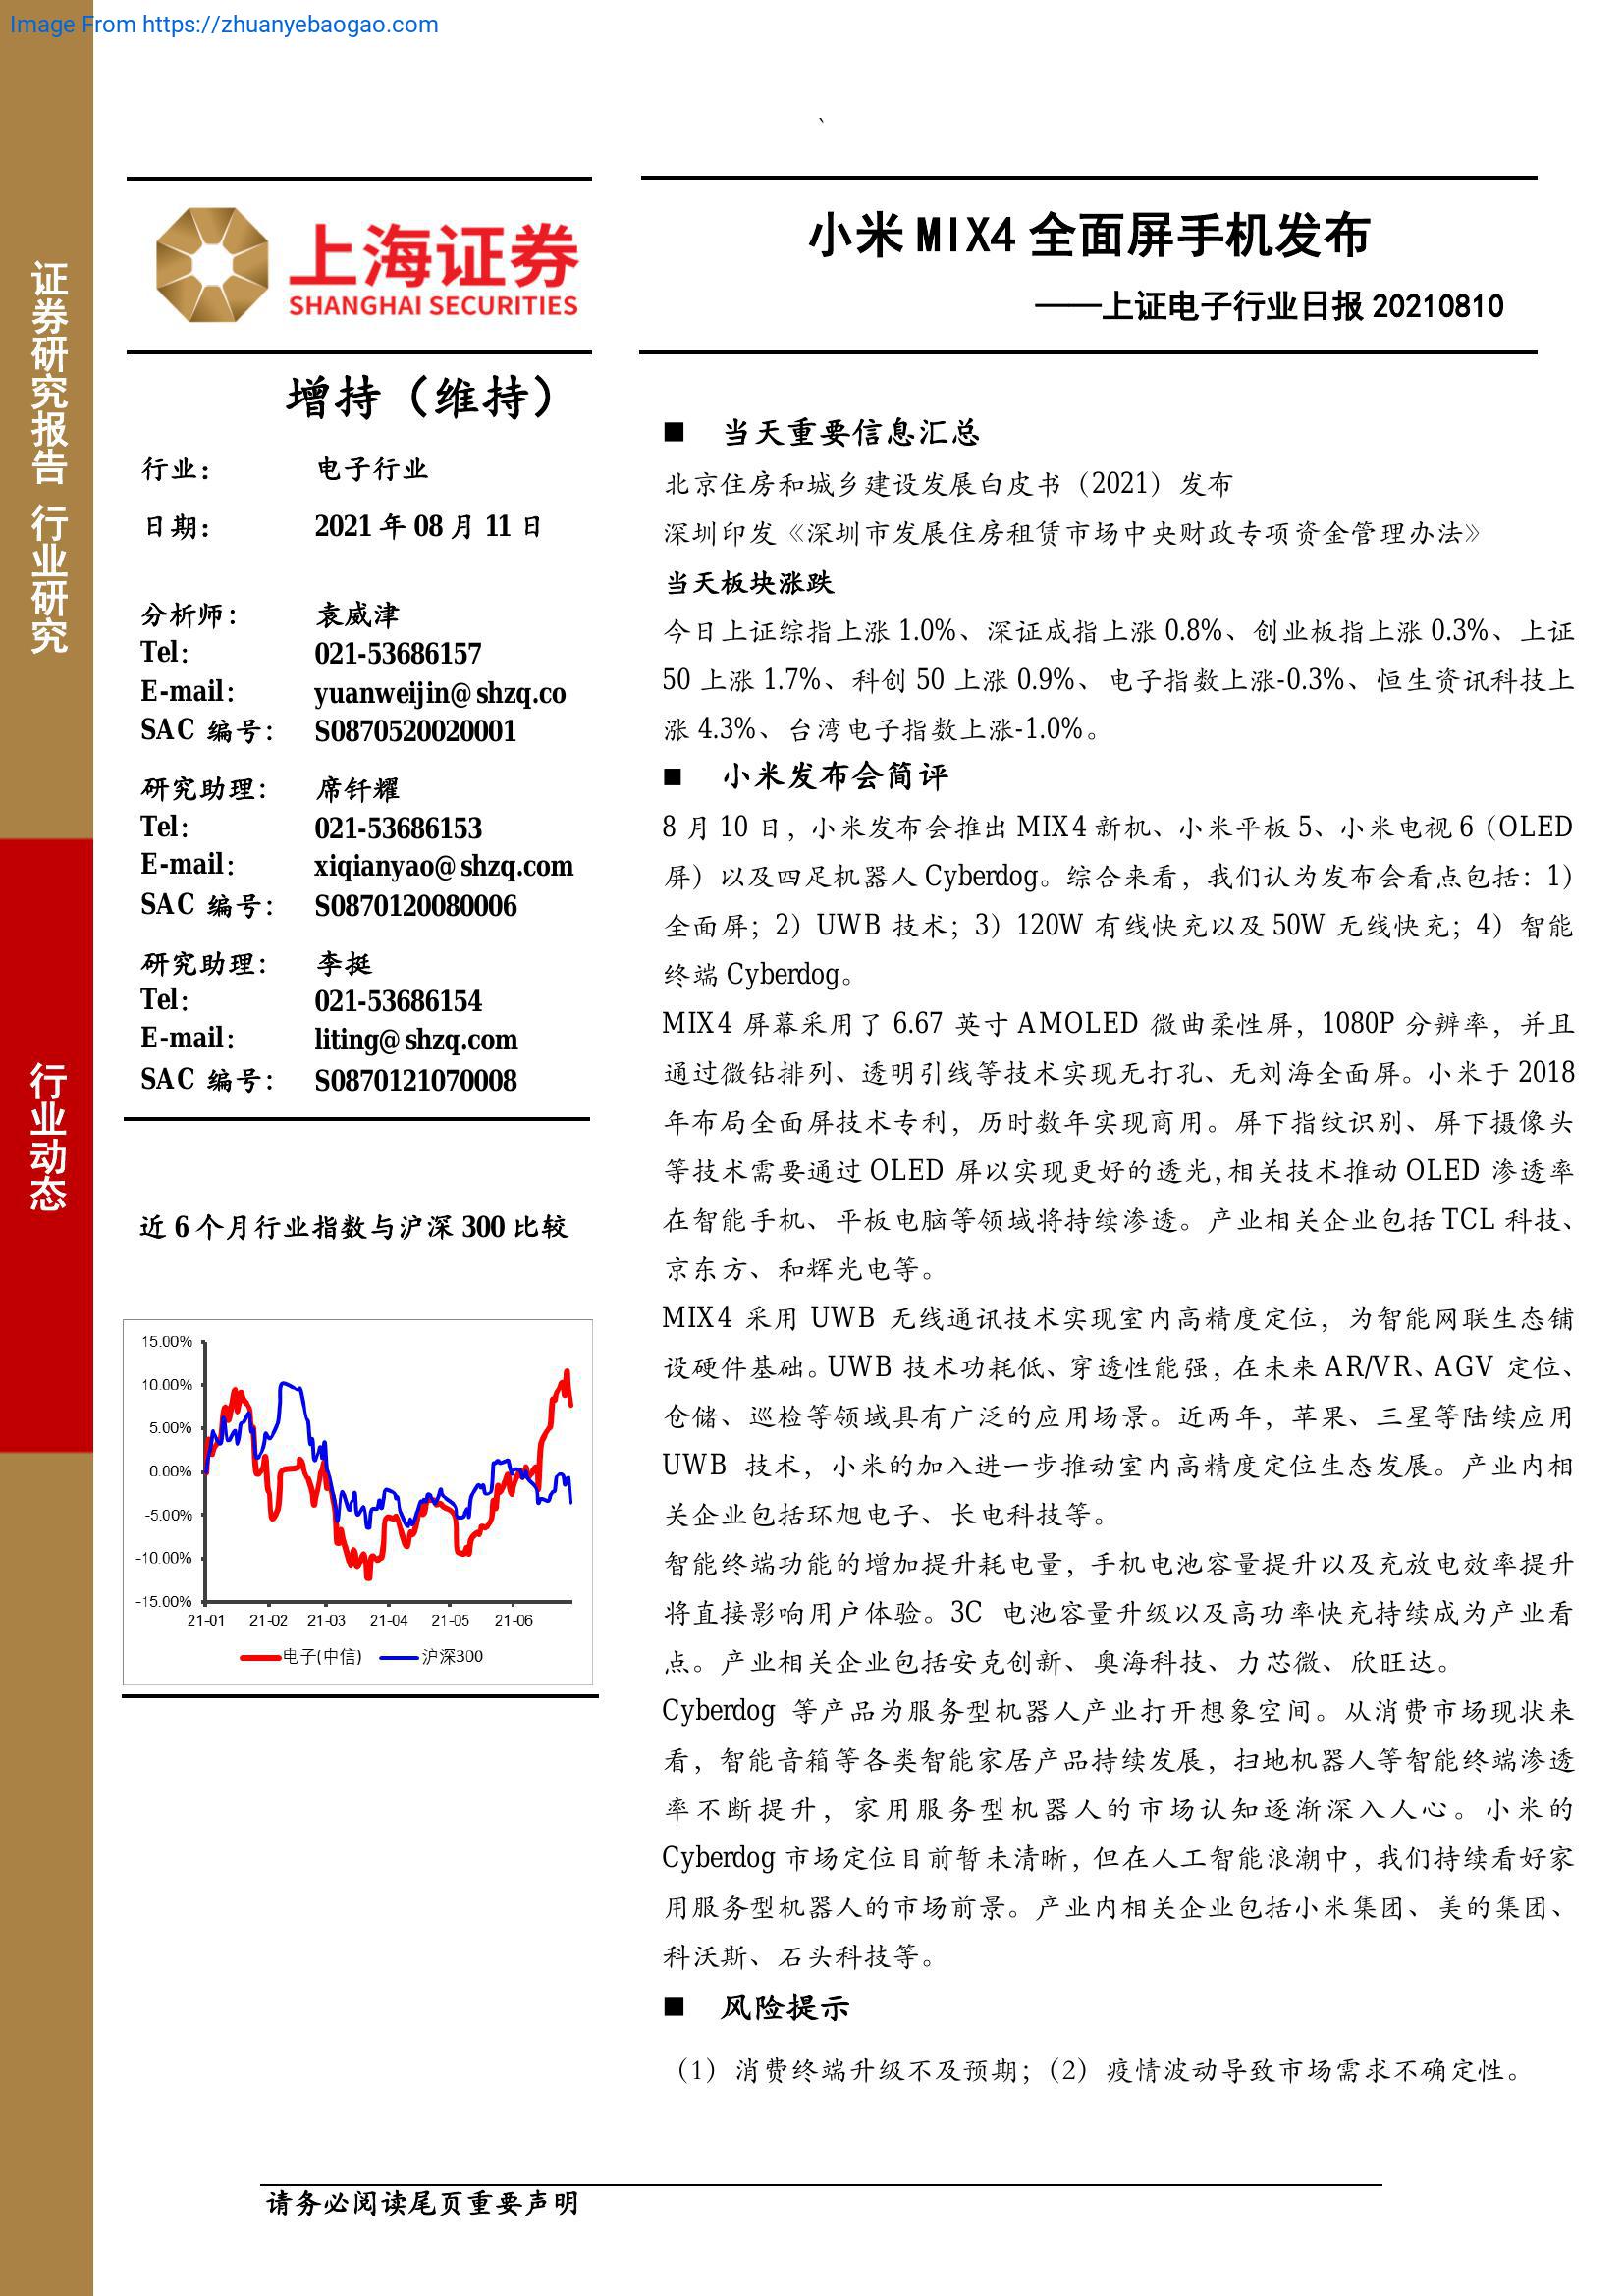 Image From https://zhuanyebaogao.com
、
证券研究报告 行业研究
行业动态
上海证券
SHANGHAI SECURITIES
小米 MIX4 全面屏手机发布
——上证电子行业日报 20210810
增持（维持）
行业： 电子行业
日期： 2021 年 08 月 11 日
分析师： 袁威津
Tel： 021-53686157
E-mail： yuanweijin@shzq.co
SAC 编号： S0870520020001
研究助理： 席钎耀
Tel： 021-53686153
E-mail： xiqianyao@shzq.com
SAC 编号： S0870120080006
研究助理： 李挺
Tel： 021-53686154
E-mail： liting@shzq.com
SAC 编号： S0870121070008
近 6 个月行业指数与沪深 300 比较
15.00%
10.00%
5.00%
0.00%
-5.00%
-10.00%
-15.00%
21-01 21-02 21-03 21-04 21-05 21-06
电子(中信) 沪深300
■ 当天重要信息汇总
北京住房和城乡建设发展白皮书（2021）发布
深圳印发《深圳市发展住房租赁市场中央财政专项资金管理办法》
当天板块涨跌
今日上证综指上涨 1.0%、深证成指上涨 0.8%、创业板指上涨 0.3%、上证
50 上涨 1.7%、科创 50 上涨 0.9%、电子指数上涨-0.3%、恒生资讯科技上
涨 4.3%、台湾电子指数上涨-1.0%。
■ 小米发布会简评
8 月 10 日，小米发布会推出 MIX4 新机、小米平板 5、小米电视 6（OLED
屏）以及四足机器人 Cyberdog。综合来看，我们认为发布会看点包括：1）
全面屏；2）UWB 技术；3）120W 有线快充以及 50W 无线快充；4）智能
终端 Cyberdog。
MIX4 屏幕采用了 6.67 英寸 AMOLED 微曲柔性屏，1080P 分辨率，并且
通过微钻排列、透明引线等技术实现无打孔、无刘海全面屏。小米于 2018
年布局全面屏技术专利，历时数年实现商用。屏下指纹识别、屏下摄像头
等技术需要通过 OLED 屏以实现更好的透光，相关技术推动 OLED 渗透率
在智能手机、平板电脑等领域将持续渗透。产业相关企业包括 TCL 科技、
京东方、和辉光电等。
MIX4 采用 UWB 无线通讯技术实现室内高精度定位，为智能网联生态铺
设硬件基础。UWB 技术功耗低、穿透性能强，在未来 AR/VR、AGV 定位、
仓储、巡检等领域具有广泛的应用场景。近两年，苹果、三星等陆续应用
UWB 技术，小米的加入进一步推动室内高精度定位生态发展。产业内相
关企业包括环旭电子、长电科技等。
智能终端功能的增加提升耗电量，手机电池容量提升以及充放电效率提升
将直接影响用户体验。3C 电池容量升级以及高功率快充持续成为产业看
点。产业相关企业包括安克创新、奥海科技、力芯微、欣旺达。
Cyberdog 等产品为服务型机器人产业打开想象空间。从消费市场现状来
看，智能音箱等各类智能家居产品持续发展，扫地机器人等智能终端渗透
率不断提升，家用服务型机器人的市场认知逐渐深入人心。小米的
Cyberdog 市场定位目前暂未清晰，但在人工智能浪潮中，我们持续看好家
用服务型机器人的市场前景。产业内相关企业包括小米集团、美的集团、
科沃斯、石头科技等。
■ 风险提示
（1）消费终端升级不及预期；（2）疫情波动导致市场需求不确定性。
请务必阅读尾页重要声明